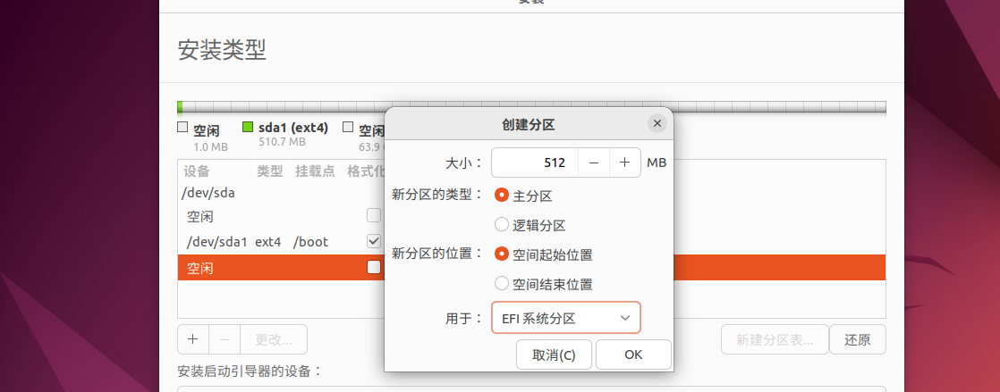 安装类型
空闲
1.0 MB
sda1 (ext4)
510.7 MB
空闲
63.9
设备 类型 挂载点 格式化
/dev/sda
空闲
/dev/sda1 ext4 /boot
空闲
+ − 更改...
新建分区表... 还原
安装启动引导器的设备：
创建分区
大小： 512 − + MB
新分区的类型： 主分区
逻辑分区
新分区的位置： 空间起始位置
空间结束位置
用于： EFI 系统分区
取消(C) OK